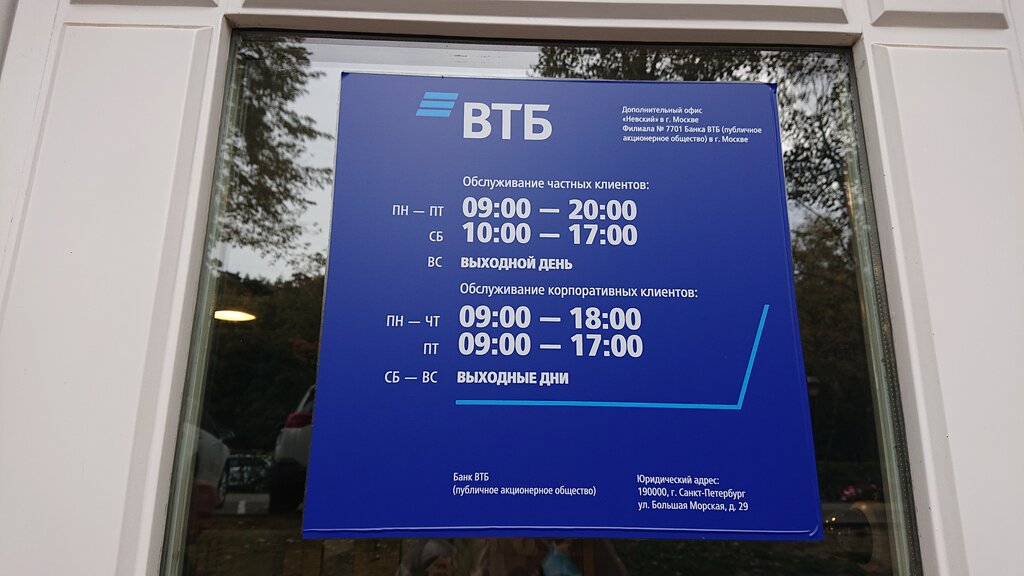 ВТБ
Дополнительный офис
«Невский» в г. Москве
Филиала № 7701 Банка ВТБ (публичное
акционерное общество) в г. Москве
Обслуживание частных клиентов:
ПН — ПТ 09:00 — 20:00
СБ 10:00 — 17:00
ВС ВЫХОДНОЙ ДЕНЬ
Обслуживание корпоративных клиентов:
ПН — ЧТ 09:00 — 18:00
ПТ 09:00 — 17:00
СБ — ВС ВЫХОДНЫЕ ДНИ
Банк ВТБ
(публичное акционерное общество)
Юридический адрес:
190000, г. Санкт-Петербург
ул. Большая Морская, д. 29